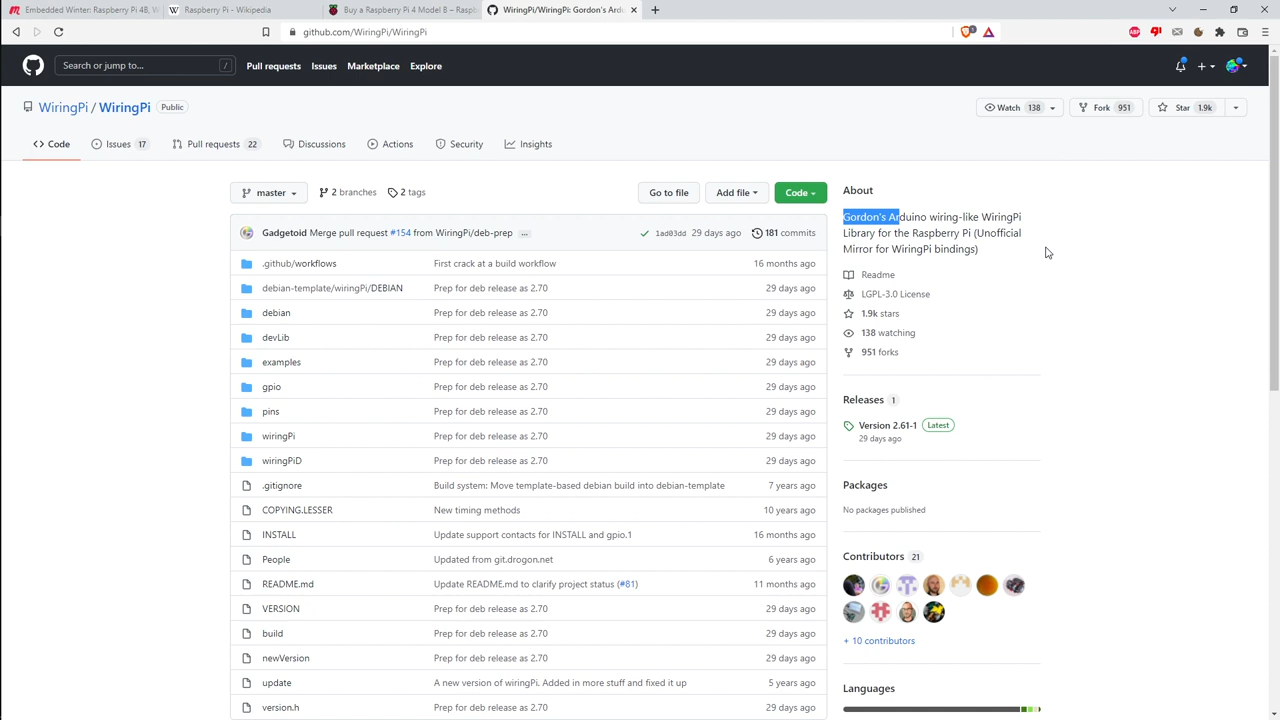 Embedded Winter: Raspberry Pi 4B, W
Raspberry Pi - Wikipedia
Buy a Raspberry Pi 4 Model B – Raspb
WiringPi/WiringPi: Gordon's Ardu
github.com/WiringPi/WiringPi
Search or jump to...
/
Pull requests
Issues
Marketplace
Explore
WiringPi / WiringPi
Public
Watch 138
Fork 951
Star 1.9k
Code
Issues 17
Pull requests 22
Discussions
Actions
Security
Insights
master
2 branches
2 tags
Go to file
Add file
Code
Gadgetoid Merge pull request #154 from WiringPi/deb-prep ...
1ad03dd 29 days ago
181 commits
.github/workflows First crack at a build workflow 16 months ago
debian-template/wiringPi/DEBIAN Prep for deb release as 2.70 29 days ago
debian Prep for deb release as 2.70 29 days ago
devLib Prep for deb release as 2.70 29 days ago
examples Prep for deb release as 2.70 29 days ago
gpio Prep for deb release as 2.70 29 days ago
pins Prep for deb release as 2.70 29 days ago
wiringPi Prep for deb release as 2.70 29 days ago
wiringPiD Prep for deb release as 2.70 29 days ago
.gitignore Build system: Move template-based debian build into debian-template 7 years ago
COPYING.LESSER New timing methods 10 years ago
INSTALL Update support contacts for INSTALL and gpio.1 16 months ago
People Updated from git.drogon.net 6 years ago
README.md Update README.md to clarify project status (#81) 11 months ago
VERSION Prep for deb release as 2.70 29 days ago
build Prep for deb release as 2.70 29 days ago
newVersion Prep for deb release as 2.70 29 days ago
update A new version of wiringPi. Added in more stuff and fixed it up 5 years ago
version.h Prep for deb release as 2.70 29 days ago
About
Gordon's Arduino wiring-like WiringPi
Library for the Raspberry Pi (Unofficial
Mirror for WiringPi bindings)
Readme
LGPL-3.0 License
1.9k stars
138 watching
951 forks
Releases 1
Version 2.61-1 Latest
29 days ago
Packages
No packages published
Contributors 21
+ 10 contributors
Languages